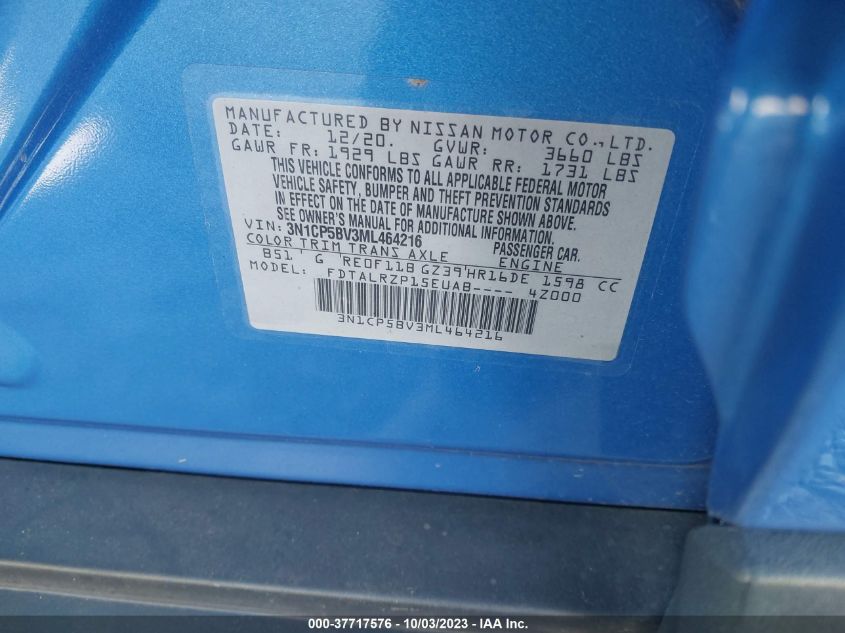 MANUFACTURED BY NISSAN MOTOR CO.,LTD.
DATE: 12/20. GVWR: 3660 LBS
GAWR FR: 1929 LBS GAWR RR: 1731 LBS
THIS VEHICLE CONFORMS TO ALL APPLICABLE FEDERAL MOTOR
VEHICLE SAFETY, BUMPER AND THEFT PREVENTION STANDARDS
IN EFFECT ON THE DATE OF MANUFACTURE SHOWN ABOVE.
SEE OWNER'S MANUAL FOR ADDITIONAL INFORMATION.
VIN: 3N1CP5BV3ML464216 PASSENGER CAR.
COLOR TRIM TRANS AXLE ENGINE
B51 ' G 'RE0F11B GZ39'HR16DE 1598 CC
MODEL: FDTALRZP15EUAB---- 4Z000
3N1CP5BV3ML464216
000-37717576 - 10/03/2023 - Copyright © IAA, Inc.